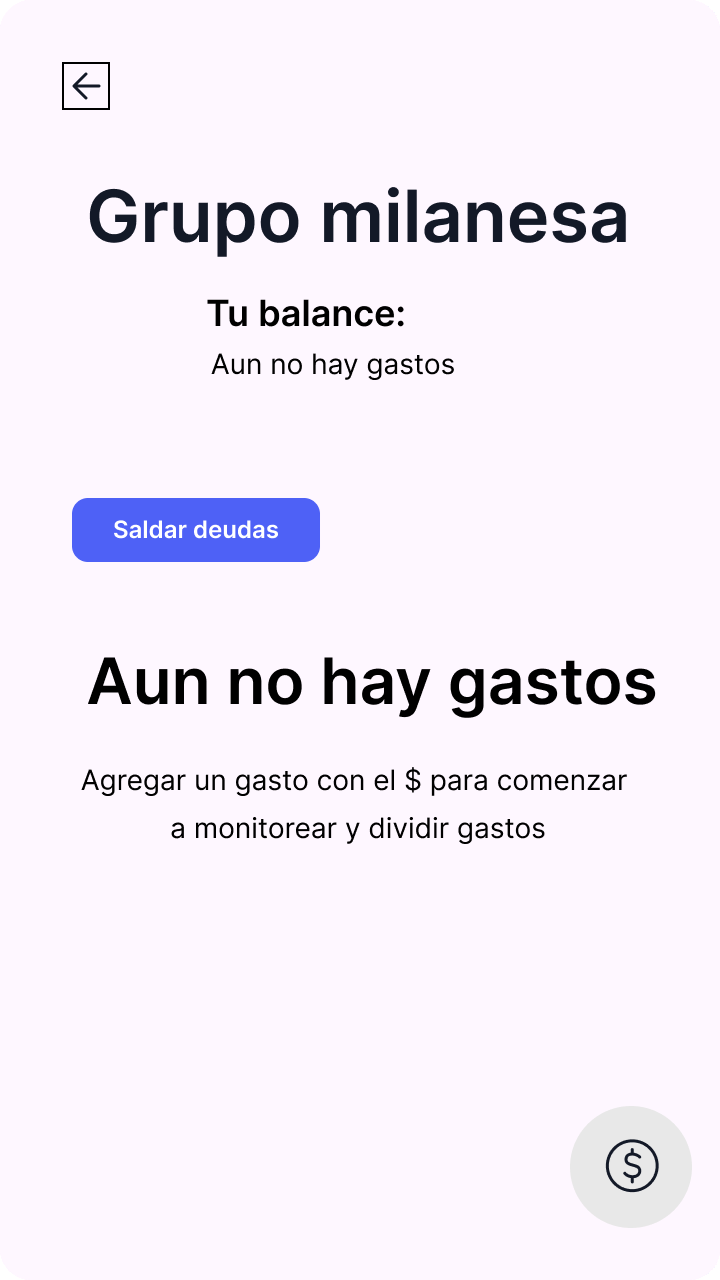 Grupo milanesa
Tu balance:
Aun no hay gastos
Saldar deudas
Aun no hay gastos
Agregar un gasto con el $ para comenzar
a monitorear y dividir gastos
$